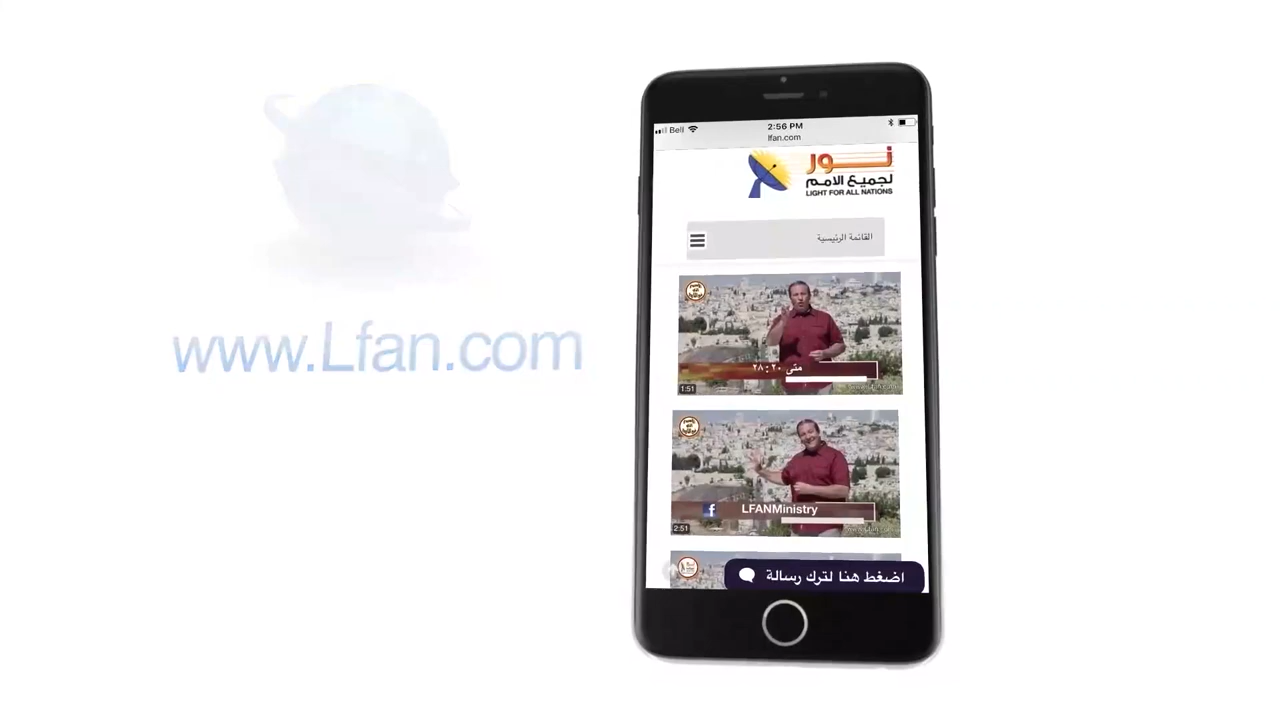 www.Lfan.com
Bell
2:56 PM
lfan.com
نور
لجميع الامم
LIGHT FOR ALL NATIONS
القائمة الرئيسية
متى ٢٠: ٢٨
1:51
LFANMinistry
2:51
اضغط هنا لترك رسالة